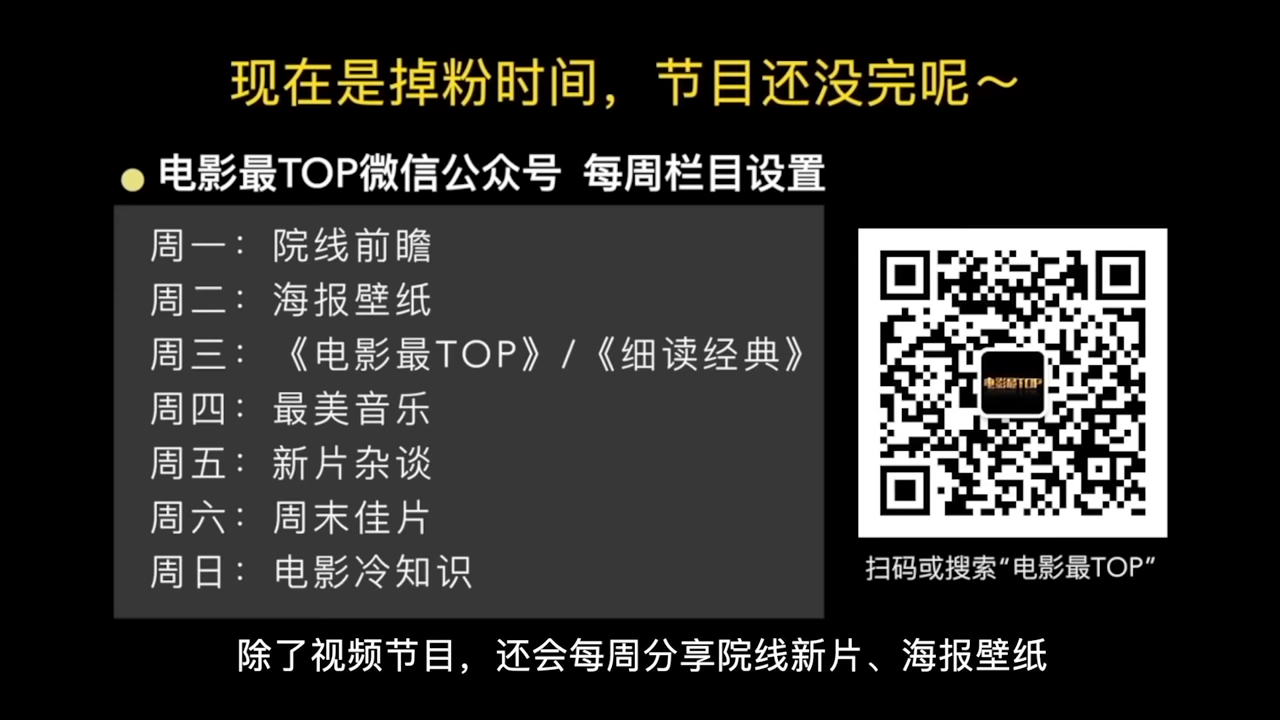 现在是掉粉时间，节目还没完呢～
电影最TOP微信公众号 每周栏目设置
周一：院线前瞻
周二：海报壁纸
周三：《电影最TOP》/《细读经典》
周四：最美音乐
周五：新片杂谈
周六：周末佳片
周日：电影冷知识
电影最TOP
扫码或搜索“电影最TOP”
除了视频节目，还会每周分享院线新片、海报壁纸